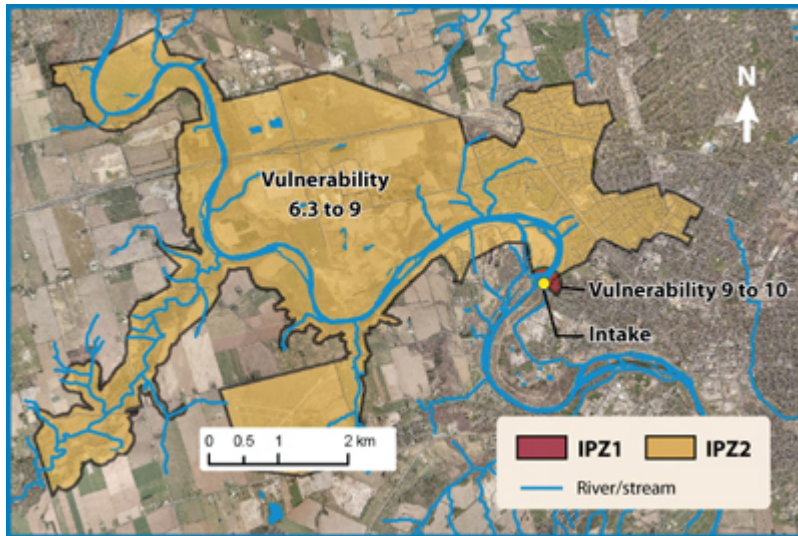 N
Vulnerability
6.3 to 9
Vulnerability 9 to 10
Intake
0 0.5 1 2 km
IPZ1 IPZ2
River/stream